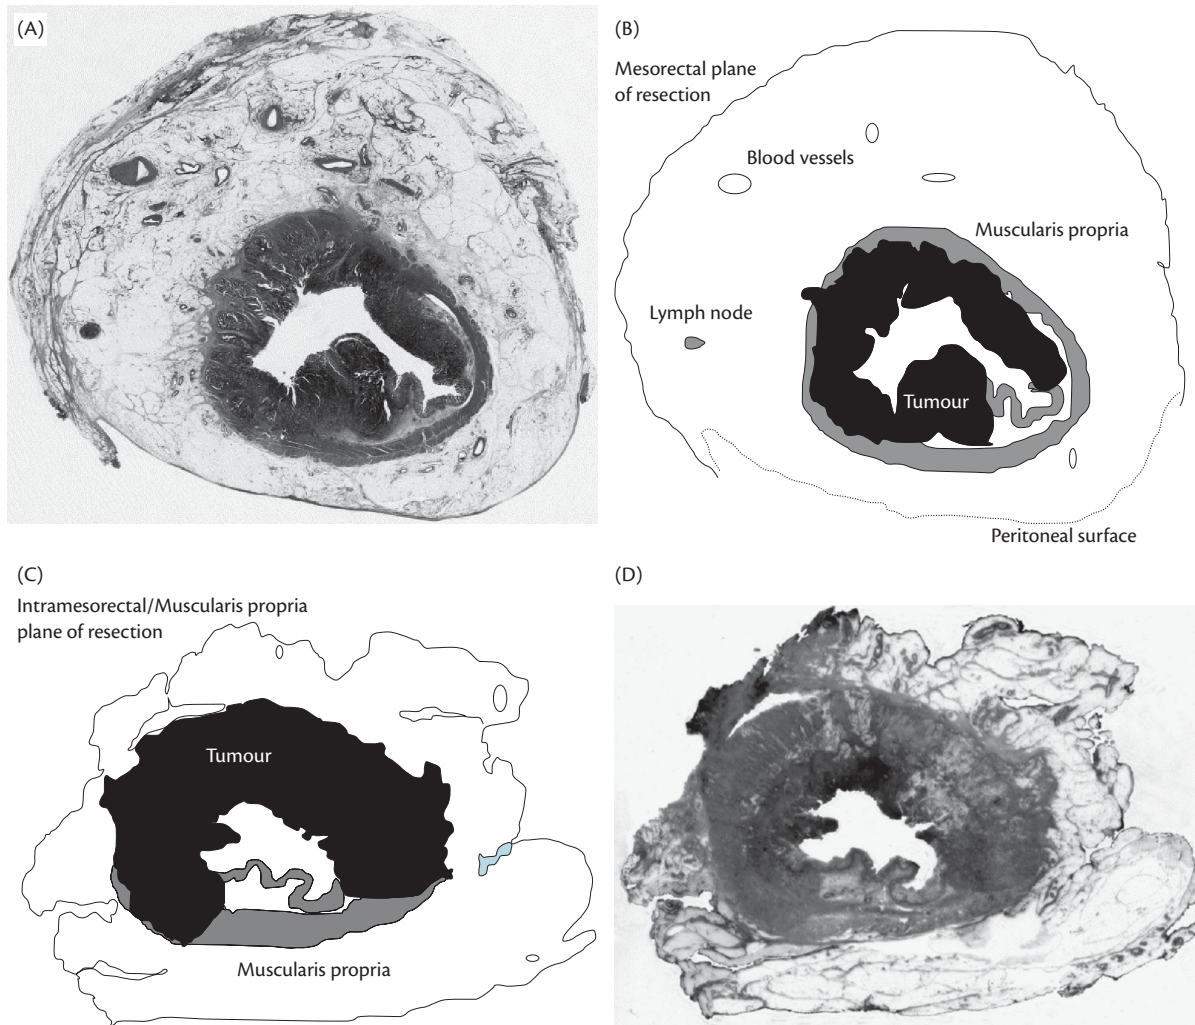 (A)
(B)
Mesorectal plane
of resection
Blood vessels
Muscularis propria
Lymph node
Tumour
Peritoneal surface
(C)
Intramesorectal/Muscularis propria
plane of resection
Tumour
Muscularis propria
(D)